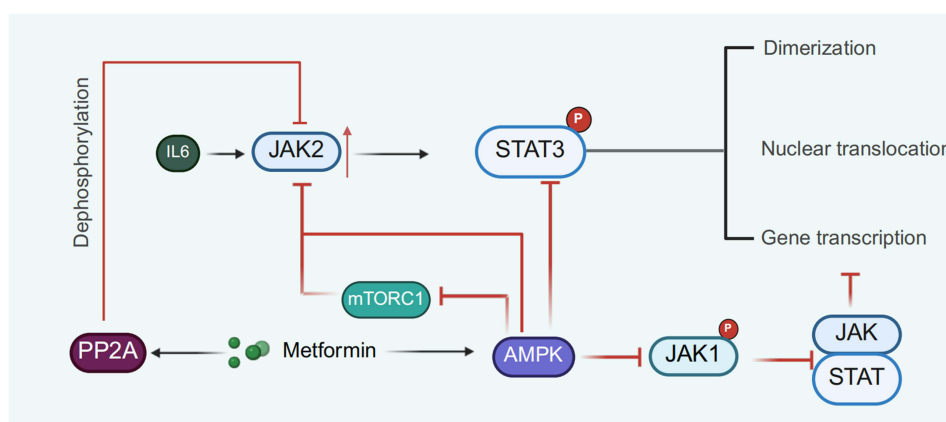 Dimerization
Dephosphorylation
IL6
JAK2
STAT3
P
Nuclear translocation
Gene transcription
mTORC1
PP2A
Metformin
AMPK
JAK1
P
JAK
STAT